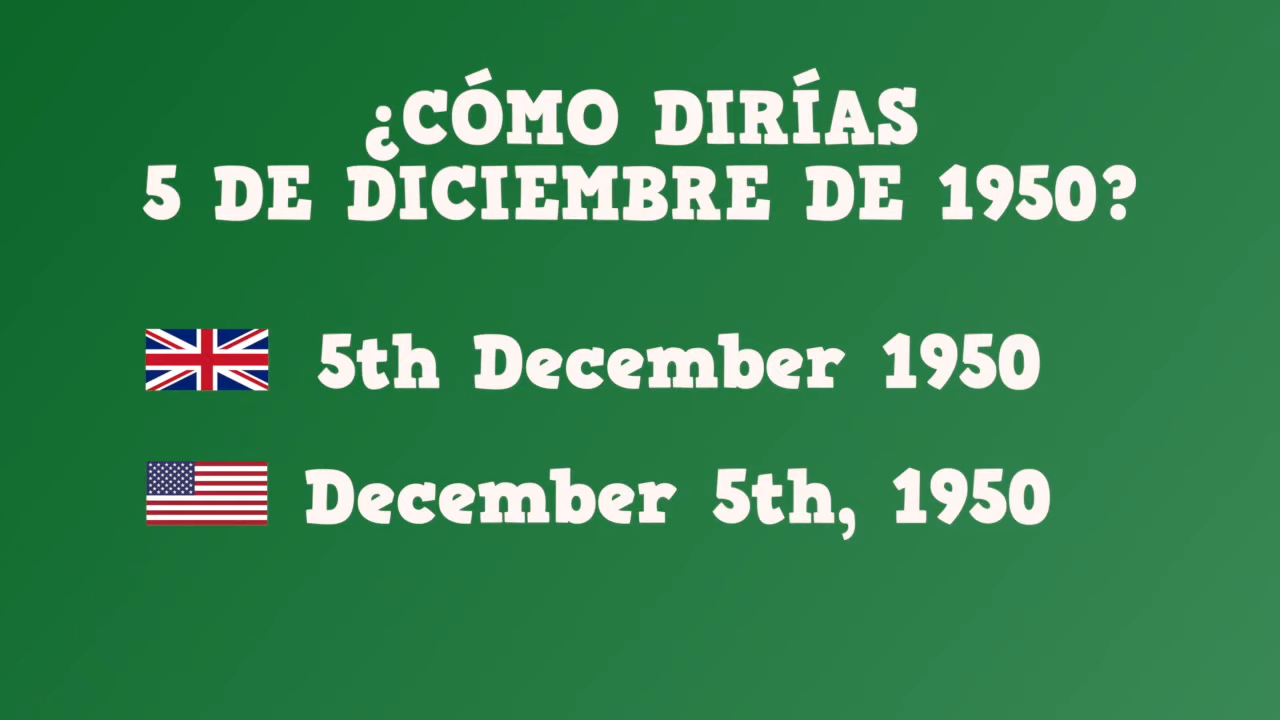 ¿CÓMO DIRÍAS
5 DE DICIEMBRE DE 1950?
5th December 1950
December 5th, 1950